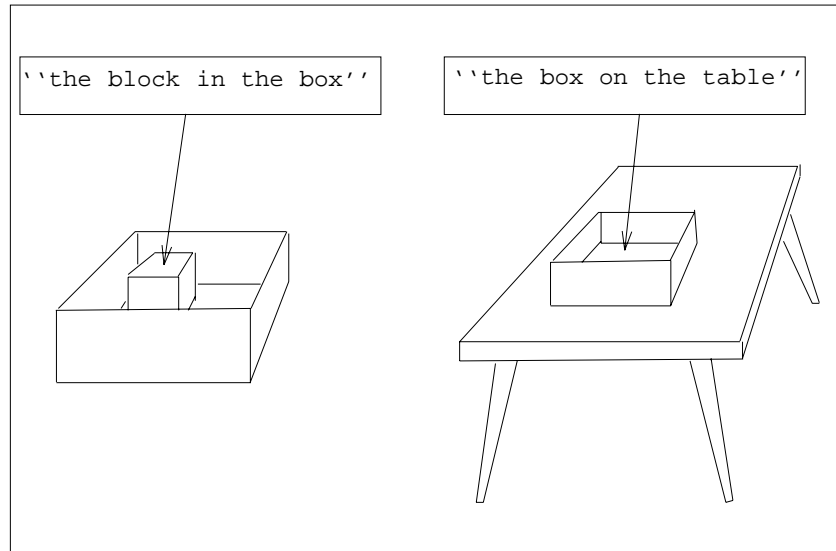 ‘‘the block in the box’’
‘‘the box on the table’’